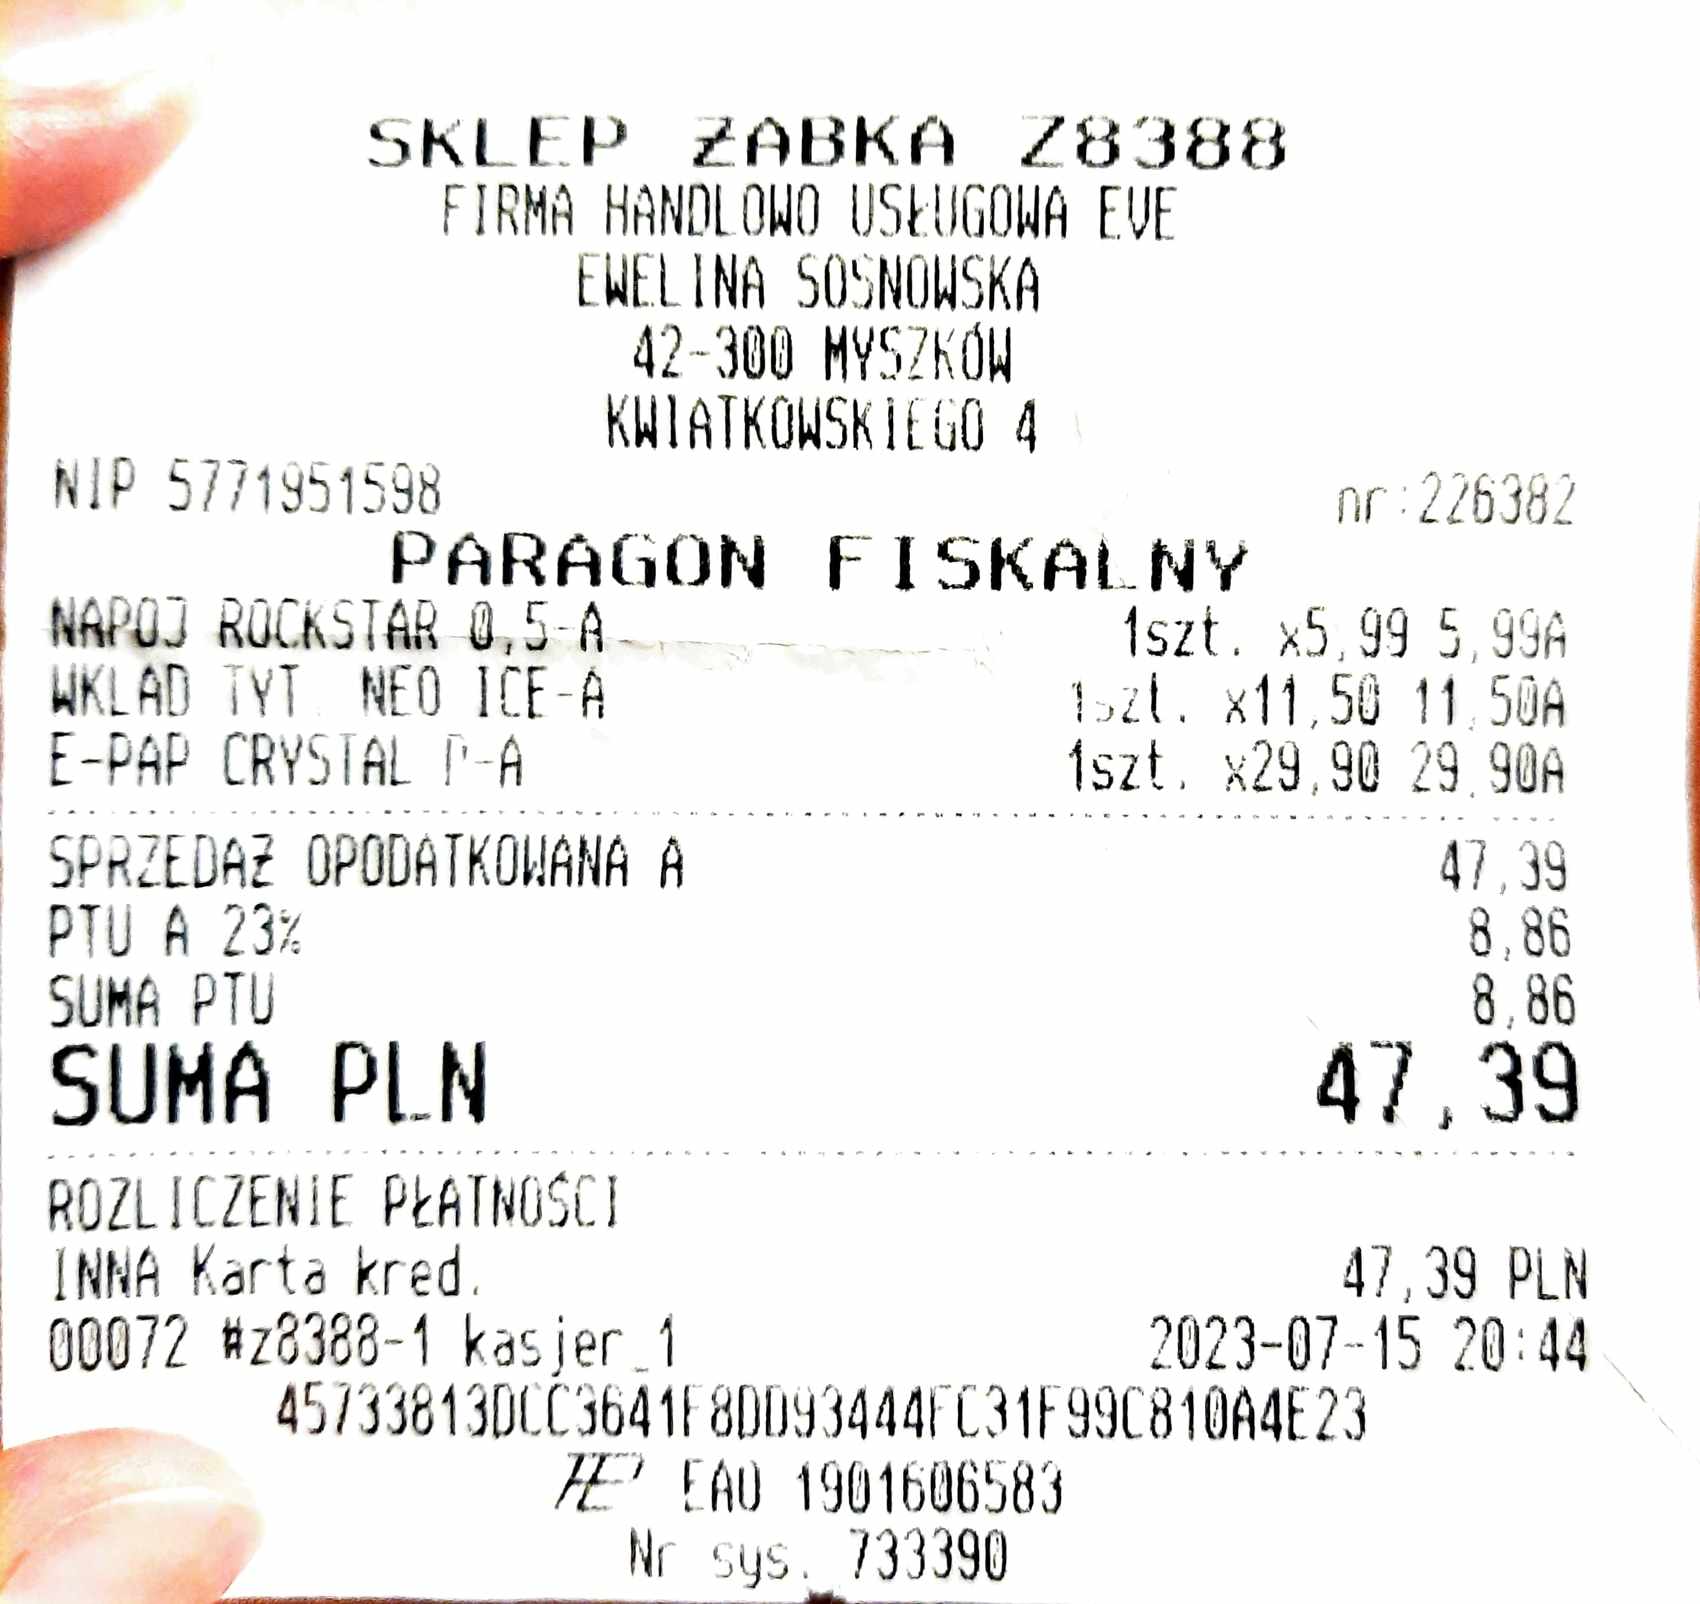 SKLEP ŻABKA Z8388
FIRMA HANDLOWO USŁUGOWA EVE
EWELINA SOSNOWSKA
42-300 MYSZKÓW
KWIATKOWSKIEGO 4
NIP 5771951598 nr:226382
PARAGON FISKALNY
NAPOJ ROCKSTAR 0,5-A 1szt. x5,99 5,99A
WKLAD TYT. NEO ICE-A 1szt. x11,50 11,50A
E-PAP CRYSTAL P-A 1szt. x29,90 29,90A
SPRZEDAŻ OPODATKOWANA A 47,39
PTU A 23% 8,86
SUMA PTU 8,86
SUMA PLN 47,39
ROZLICZENIE PŁATNOŚCI
INNA Karta kred. 47,39 PLN
00072 #z8388-1 kasjer_1 2023-07-15 20:44
45733813DCC3641F8DD93444FC31F99C810A4E23
EAU 1901606583
Nr sys. 733390